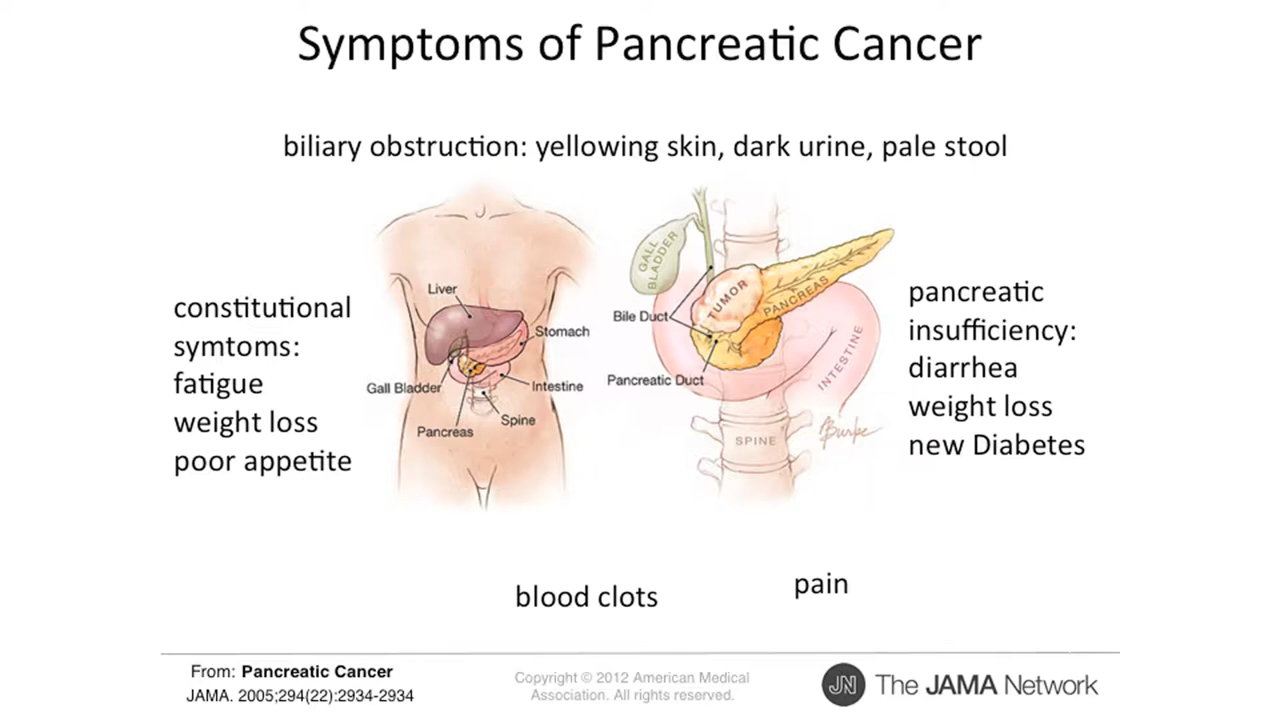 Symptoms of Pancreatic Cancer
biliary obstruction: yellowing skin, dark urine, pale stool
constitutional
symtoms:
fatigue
weight loss
poor appetite
Liver
Stomach
Gall Bladder
Intestine
Spine
Pancreas
GALL
BLADDER
TUMOR
PANCREAS
Bile Duct
Pancreatic Duct
INTESTINE
SPINE
Burke
pancreatic
insufficiency:
diarrhea
weight loss
new Diabetes
blood clots
pain
From: Pancreatic Cancer
JAMA. 2005;294(22):2934-2934
Copyright © 2012 American Medical
Association. All rights reserved.
JN The JAMA Network